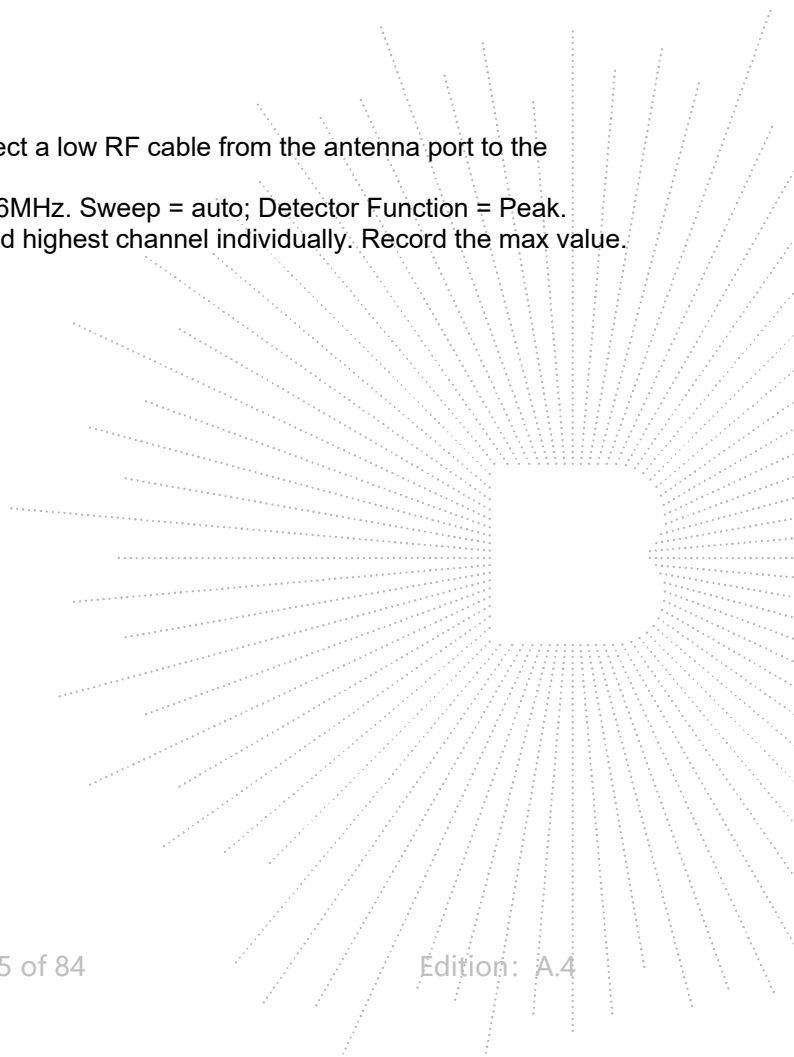 ect a low RF cable from the antenna port to the
6MHz. Sweep = auto; Detector Function = Peak.
d highest channel individually. Record the max value.
5 of 84 Edition: A.4